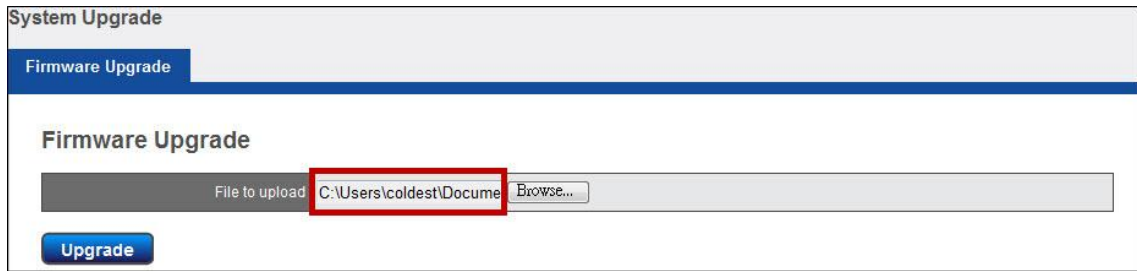 System Upgrade
Firmware Upgrade
Firmware Upgrade
File to upload C:\Users\coldest\Docume Browse...
Upgrade